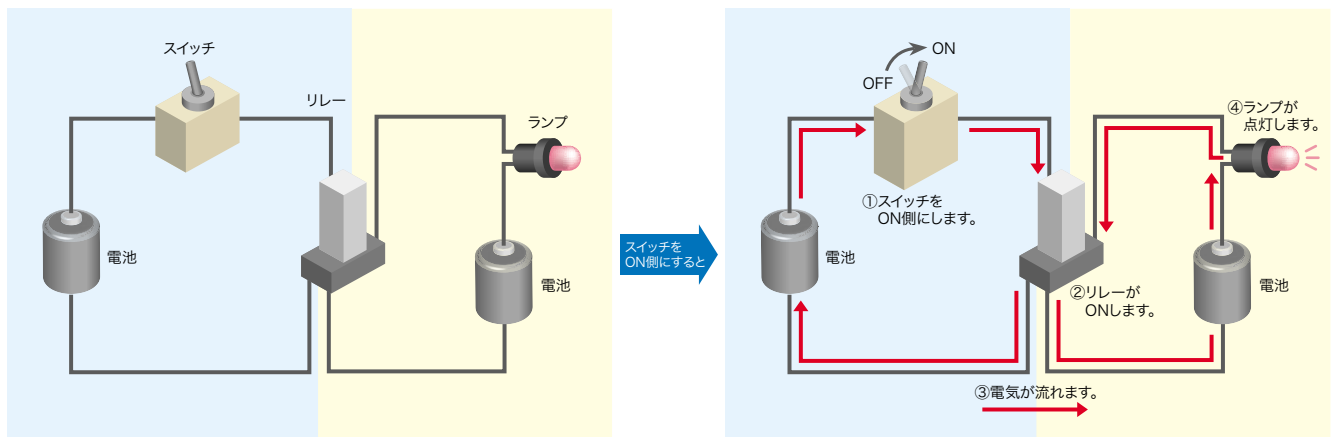 スイッチ
リレー
ランプ
電池
電池
スイッチを
ON側にすると
ON
OFF
④ランプが
点灯します。
①スイッチを
ON側にします。
電池
電池
②リレーが
ONします。
③電気が流れます。